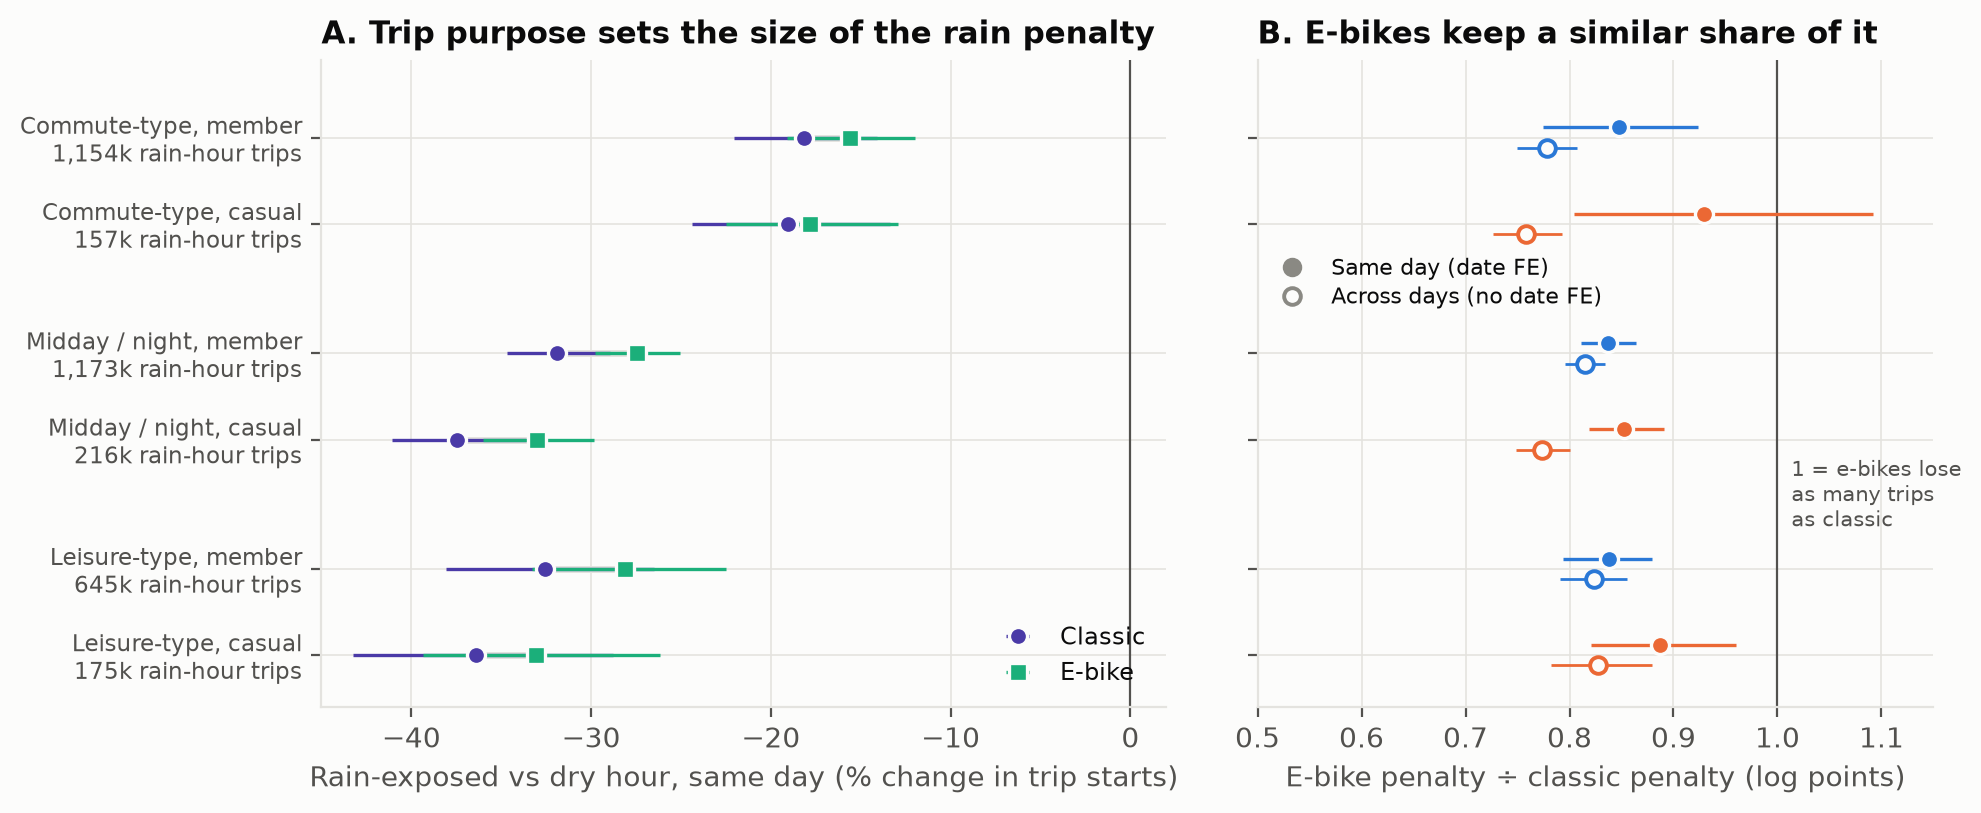 A. Trip purpose sets the size of the rain penalty
Commute-type, member
1,154k rain-hour trips
Commute-type, casual
157k rain-hour trips
Midday / night, member
1,173k rain-hour trips
Midday / night, casual
216k rain-hour trips
Leisure-type, member
645k rain-hour trips
Leisure-type, casual
175k rain-hour trips
Classic
E-bike
−40 −30 −20 −10 0
Rain-exposed vs dry hour, same day (% change in trip starts)
B. E-bikes keep a similar share of it
Same day (date FE)
Across days (no date FE)
1 = e-bikes lose
as many trips
as classic
0.5 0.6 0.7 0.8 0.9 1.0 1.1
E-bike penalty ÷ classic penalty (log points)